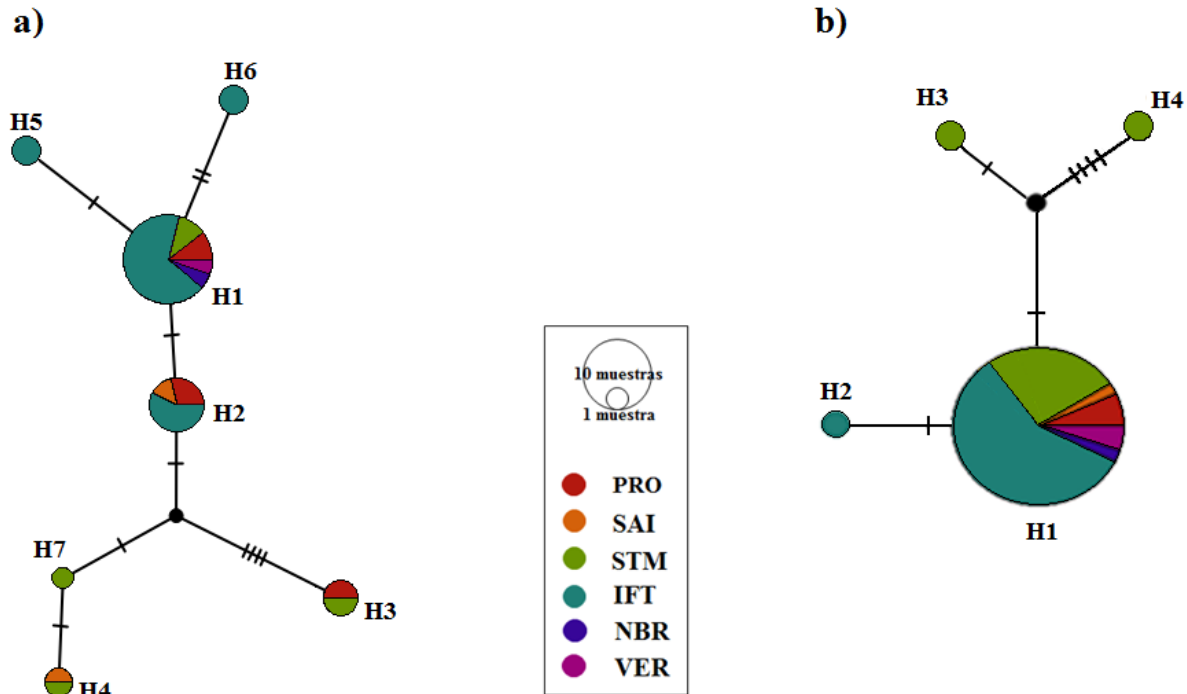 a)
H6
H5
H1
H2
H7
H3
H4
10 muestras
1 muestra
PRO
SAI
STM
IFT
NBR
VER
b)
H3
H4
H2
H1